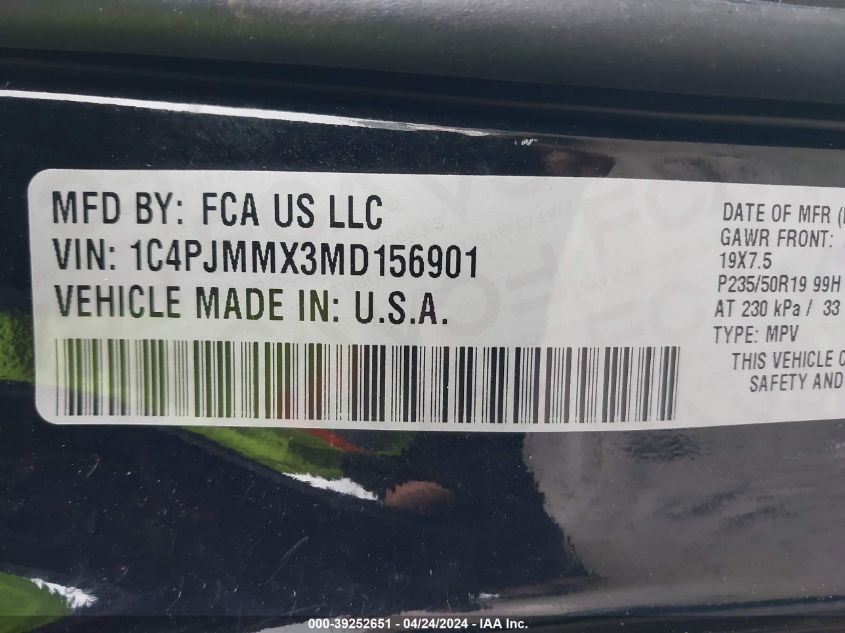 MFD BY: FCA US LLC
VIN: 1C4PJMMX3MD156901
VEHICLE MADE IN: U.S.A.
DATE OF MFR
GAWR FRONT:
19X7.5
P235/50R19 99H
AT 230 kPa / 33
TYPE: MPV
THIS VEHICLE
SAFETY AND
000-39252651 - 04/24/2024 - IAA Inc.